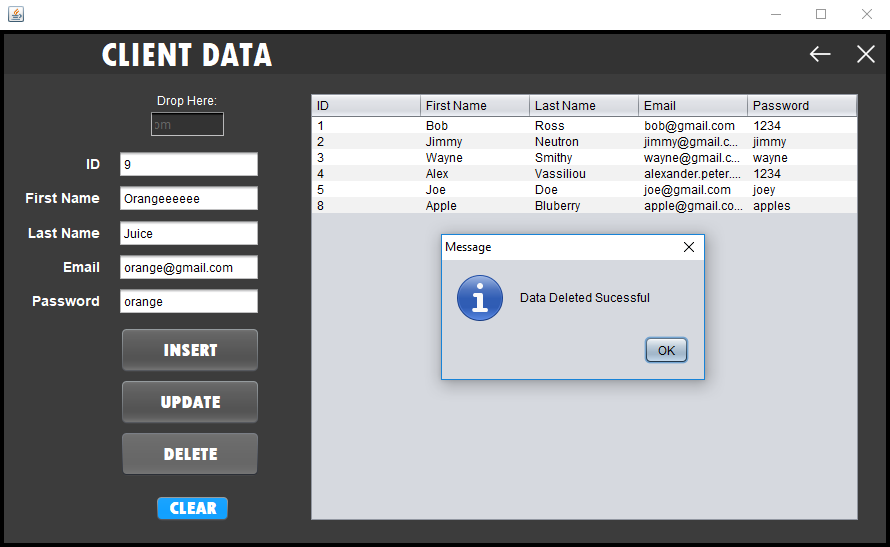 CLIENT DATA
Drop Here:
om
ID 9
First Name Orangeeeeee
Last Name Juice
Email orange@gmail.com
Password orange
INSERT
UPDATE
DELETE
CLEAR
ID First Name Last Name Email Password
1 Bob Ross bob@gmail.com 1234
2 Jimmy Neutron jimmy@gmail.c... jimmy
3 Wayne Smithy wayne@gmail.c... wayne
4 Alex Vassiliou alexander.peter.... 1234
5 Joe Doe joe@gmail.com joey
8 Apple Bluberry apple@gmail.co... apples
Message
Data Deleted Sucessful
OK